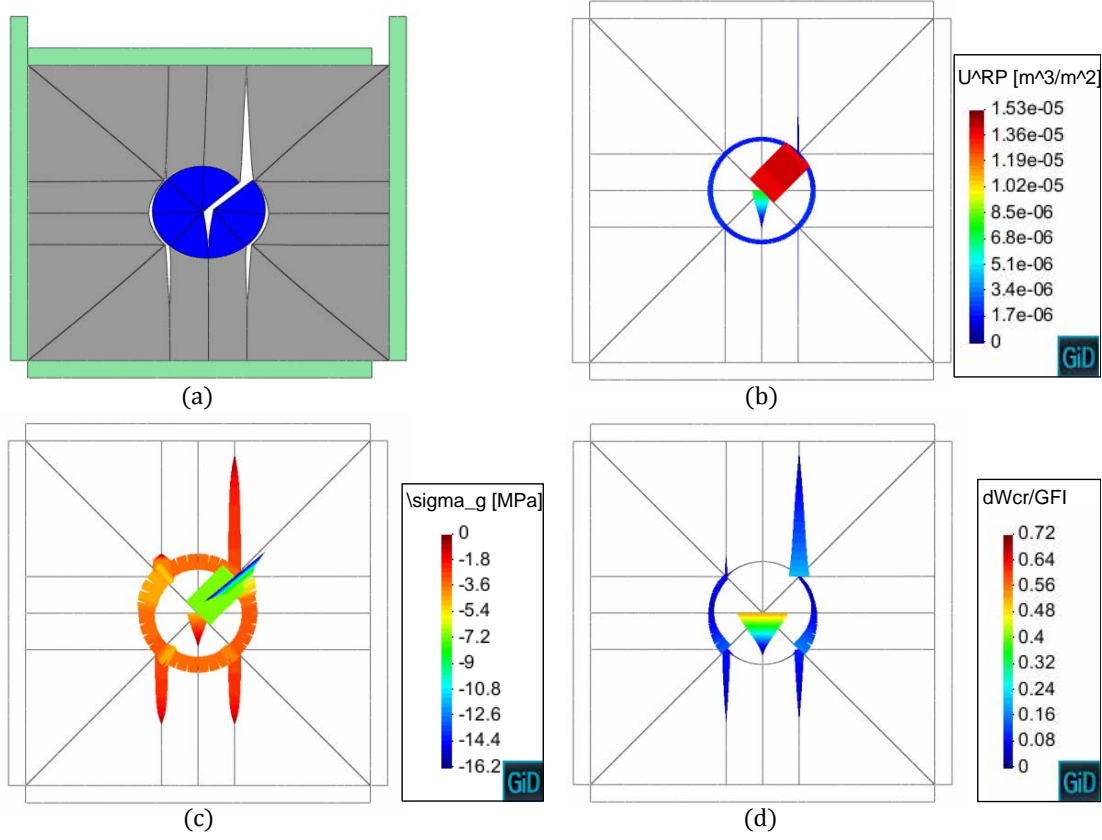 U^RP [m^3/m^2]
1.53e-05
1.36e-05
1.19e-05
1.02e-05
8.5e-06
6.8e-06
5.1e-06
3.4e-06
1.7e-06
0
GiD
(a)
(b)
\sigma_g [MPa]
0
-1.8
-3.6
-5.4
-7.2
-9
-10.8
-12.6
-14.4
-16.2
GiD
dWcr/GFI
0.72
0.64
0.56
0.48
0.4
0.32
0.24
0.16
0.08
0
GiD
(c)
(d)